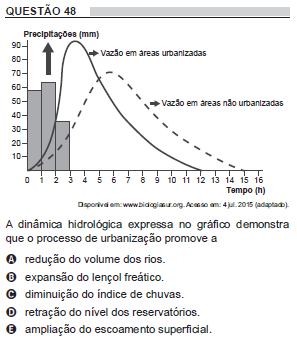 QUESTÃO 48
Precipitações (mm)
90
80
70
60
50
40
30
20
10
Vazão em áreas urbanizadas
Vazão em áreas não urbanizadas
0 1 2 3 4 5 6 7 8 9 10 11 12 13 14 15 16
Tempo (h)
Disponível em: www.biologiasur.org. Acesso em: 4 jul. 2015 (adaptado).
A dinâmica hidrológica expressa no gráfico demonstra
que o processo de urbanização promove a
A redução do volume dos rios.
B expansão do lençol freático.
C diminuição do índice de chuvas.
D retração do nível dos reservatórios.
E ampliação do escoamento superficial.